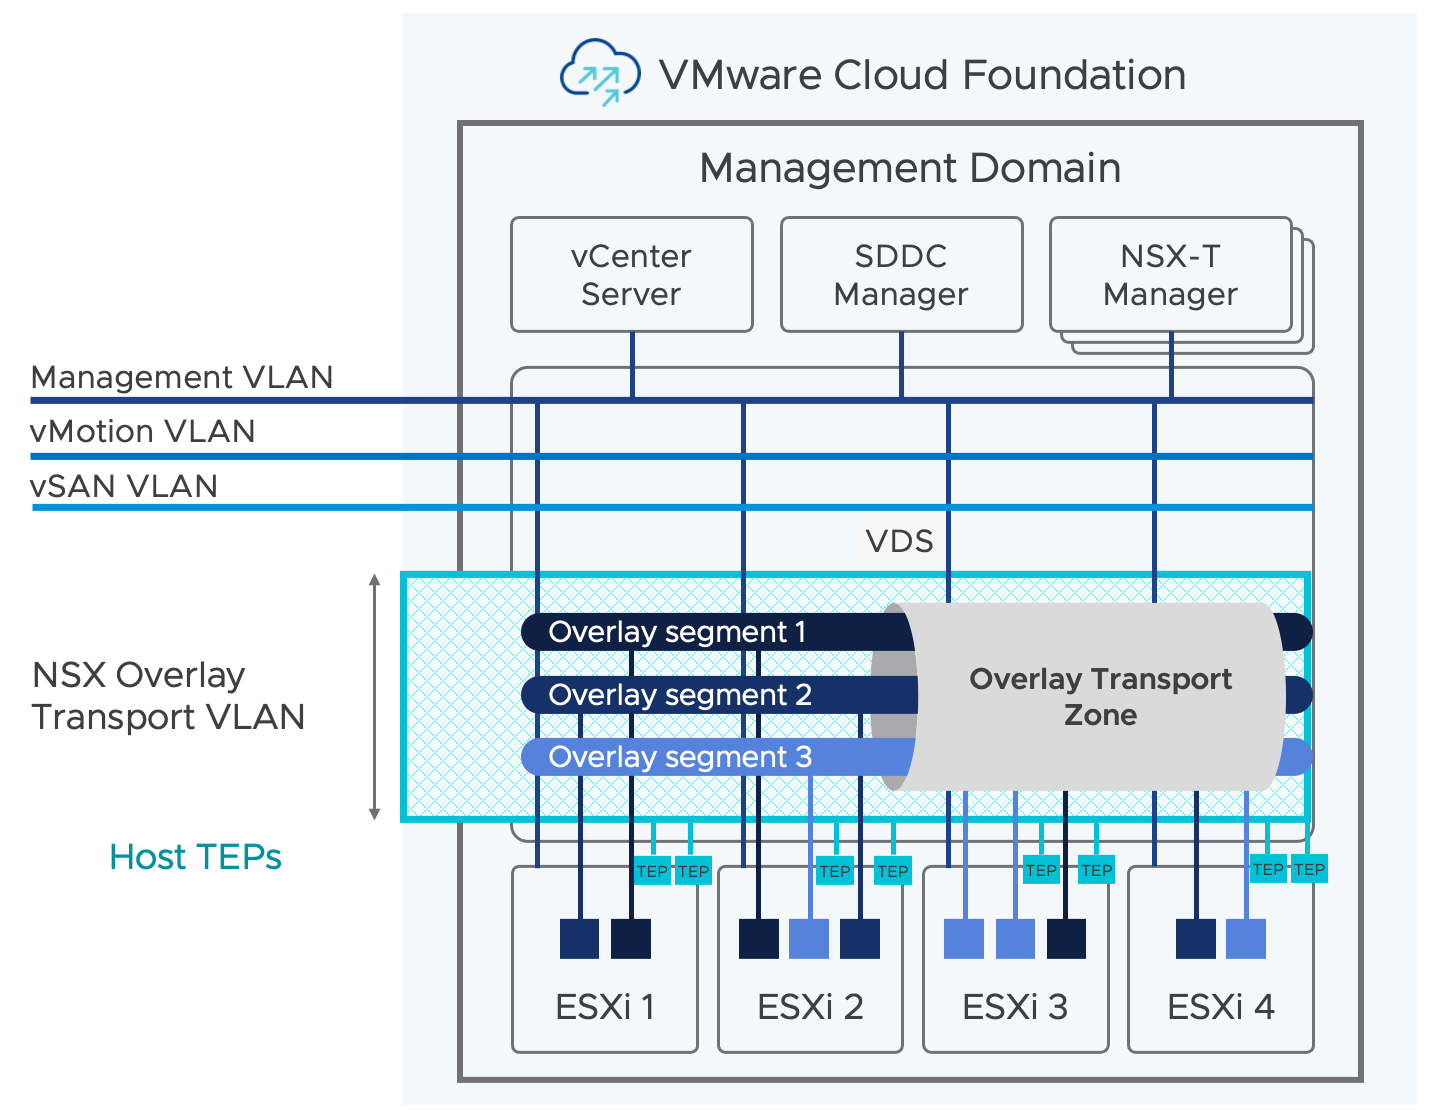 VMware Cloud Foundation
Management Domain
vCenter
Server
SDDC
Manager
NSX-T
Manager
Management VLAN
vMotion VLAN
vSAN VLAN
VDS
NSX Overlay
Transport VLAN
Overlay segment 1
Overlay segment 2
Overlay segment 3
Overlay Transport
Zone
Host TEPs
TEP
TEP
TEP
TEP
TEP
TEP
TEP
TEP
ESXi 1
ESXi 2
ESXi 3
ESXi 4